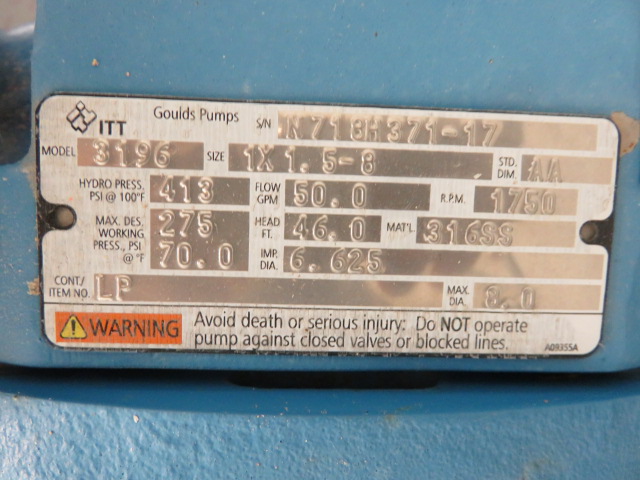 ITT Goulds Pumps S/N N718H371-17
MODEL 3196 SIZE 1X1.5-8 STD. DIM. AA
HYDRO PRESS. PSI @ 100°F 413 FLOW GPM 50.0 R.P.M. 1750
MAX. DES. WORKING PRESS., PSI @ °F 275 70.0 HEAD FT. 46.0 MAT'L. 316SS
IMP. DIA. 6.625
CONT./ ITEM NO. LP MAX. DIA. 8.0
WARNING Avoid death or serious injury: Do NOT operate
pump against closed valves or blocked lines. A09355A